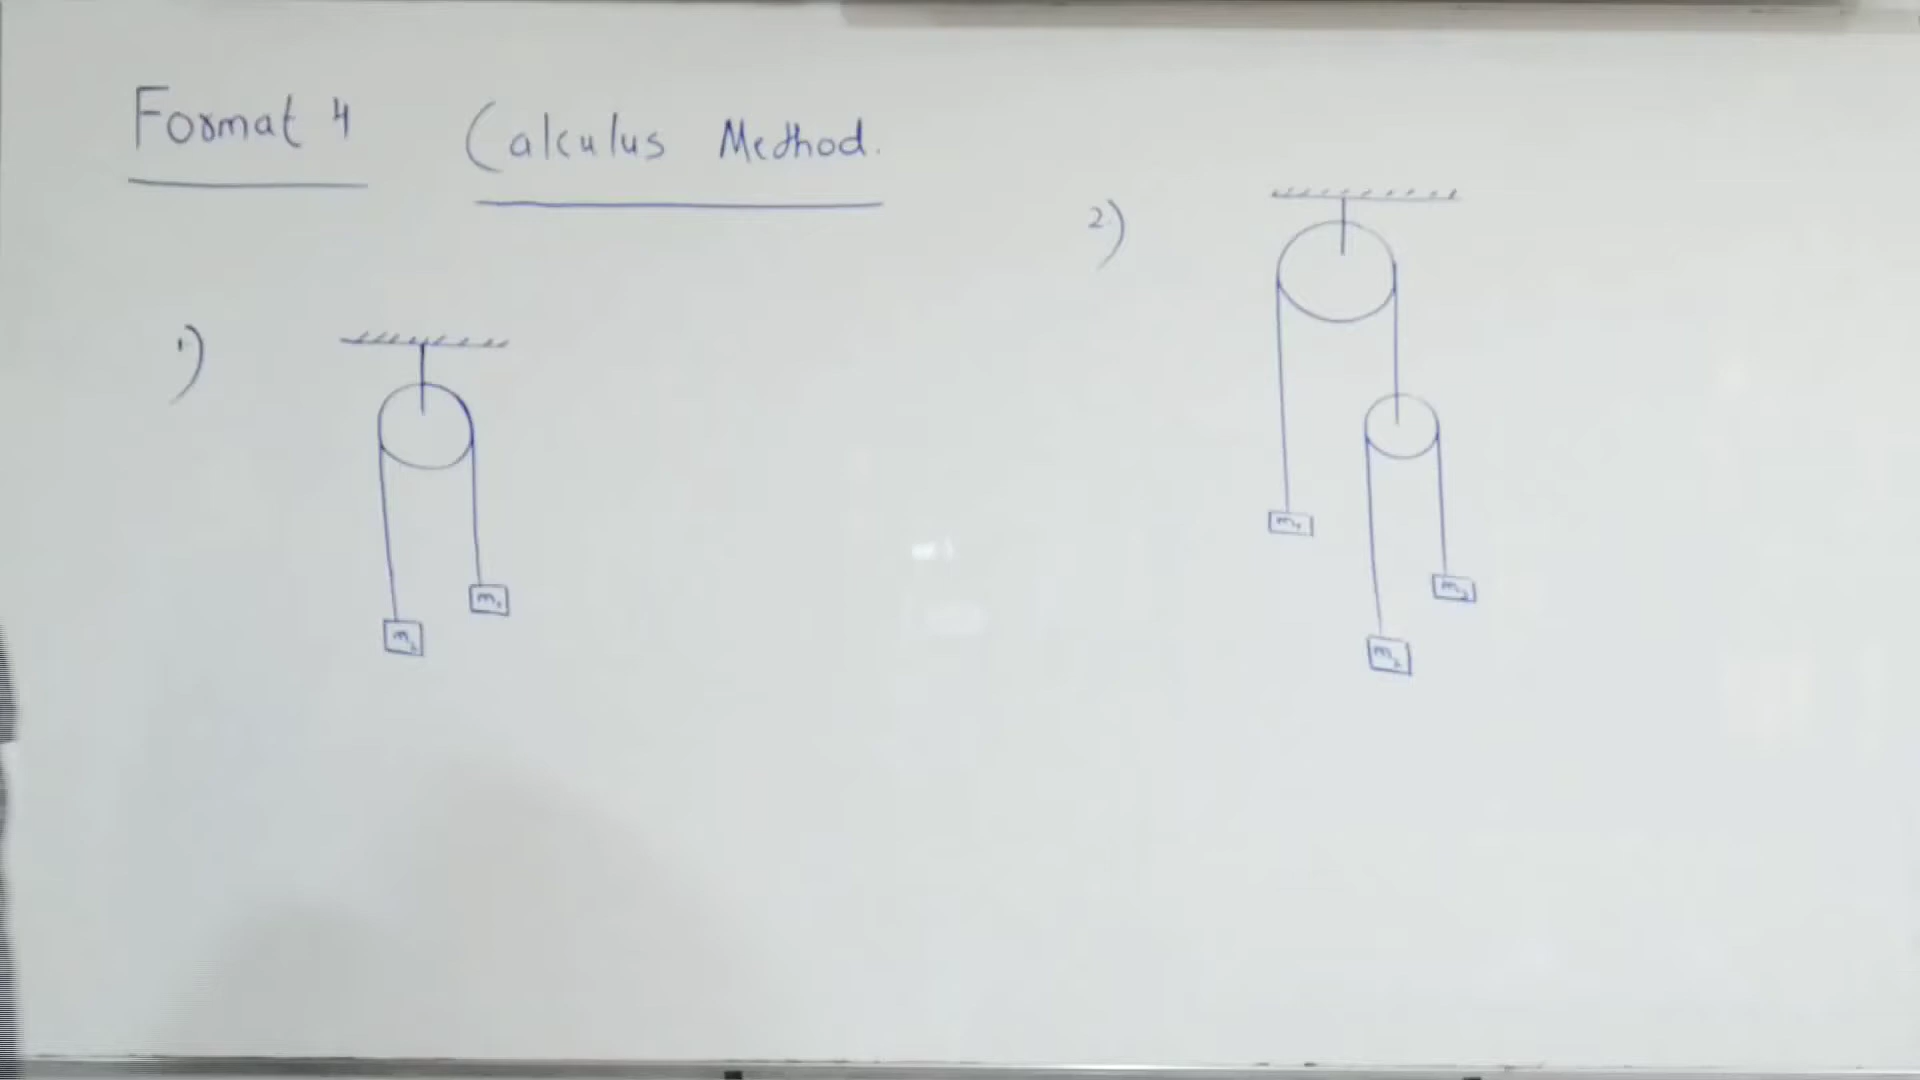 Format 4 Calculus Method.
1)
2)
m₁
m₂
m₁
m₃
m₂